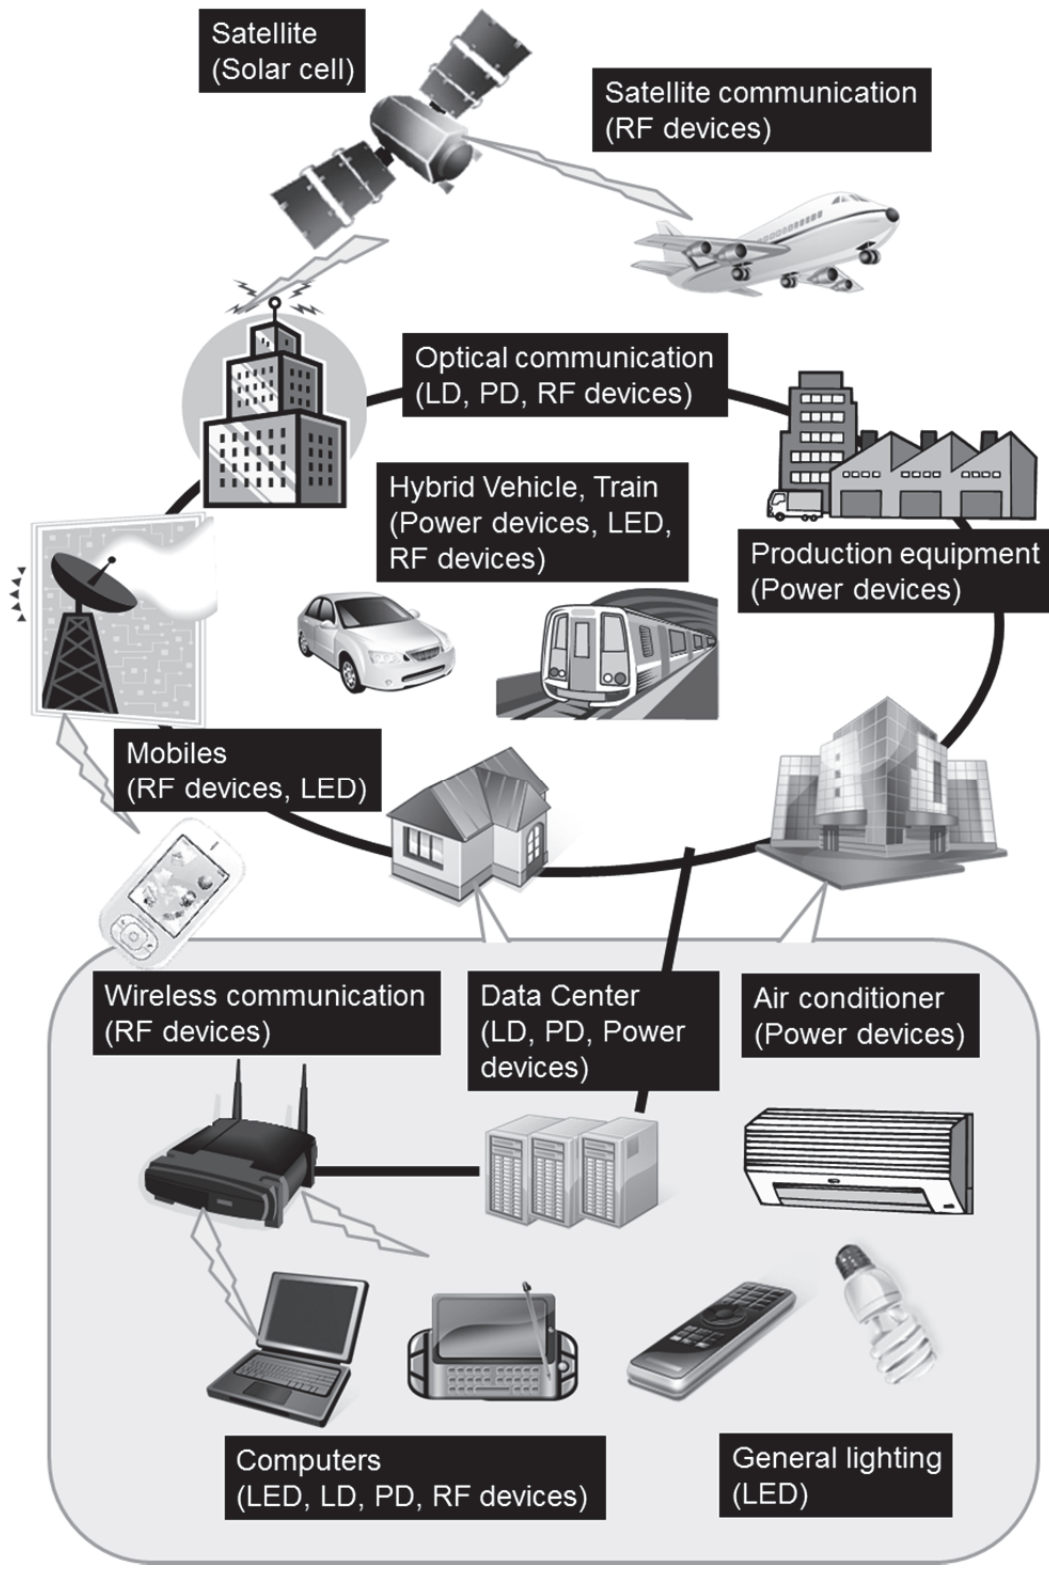 Satellite
(Solar cell)
Satellite communication
(RF devices)
Optical communication
(LD, PD, RF devices)
Hybrid Vehicle, Train
(Power devices, LED,
RF devices)
Production equipment
(Power devices)
Mobiles
(RF devices, LED)
Wireless communication
(RF devices)
Data Center
(LD, PD, Power
devices)
Air conditioner
(Power devices)
Computers
(LED, LD, PD, RF devices)
General lighting
(LED)